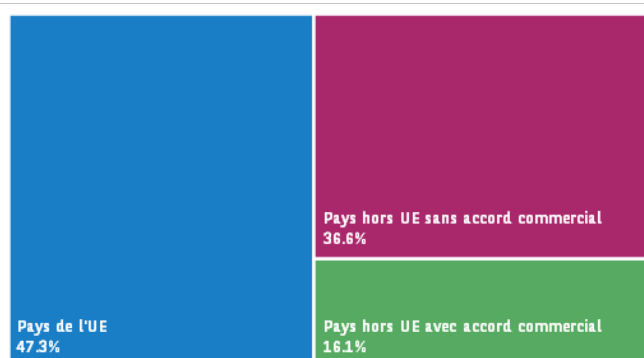 Pays hors UE sans accord commercial
36.6%
Pays de l'UE
47.3%
Pays hors UE avec accord commercial
16.1%